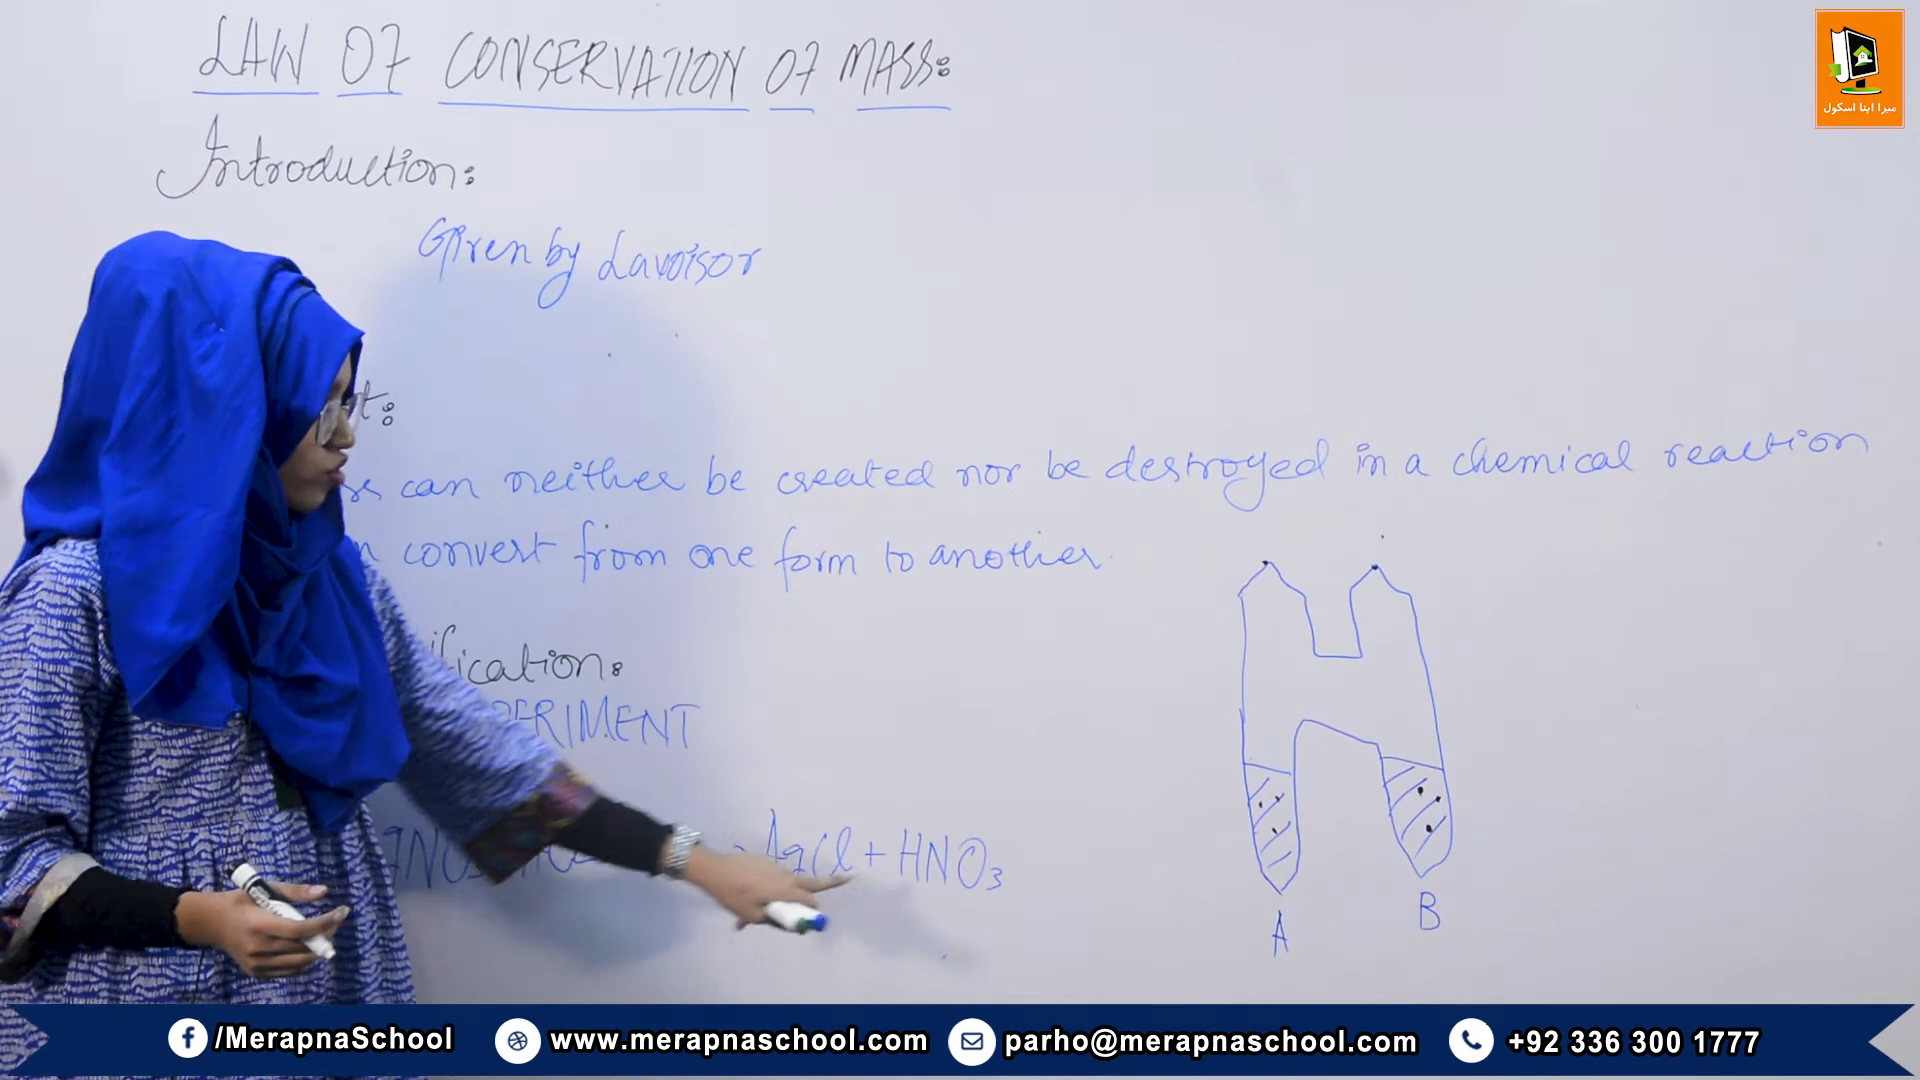 LAW OF CONSERVATION OF MASS:
میرا اپنا اسکول
Introduction:
Given by Lavoisor
can neither be created nor be destroyed in a chemical reaction
convert from one form to another.
AgCl + HNO3
A
B
/MerapnaSchool
www.merapnaschool.com
parho@merapnaschool.com
+92 336 300 1777